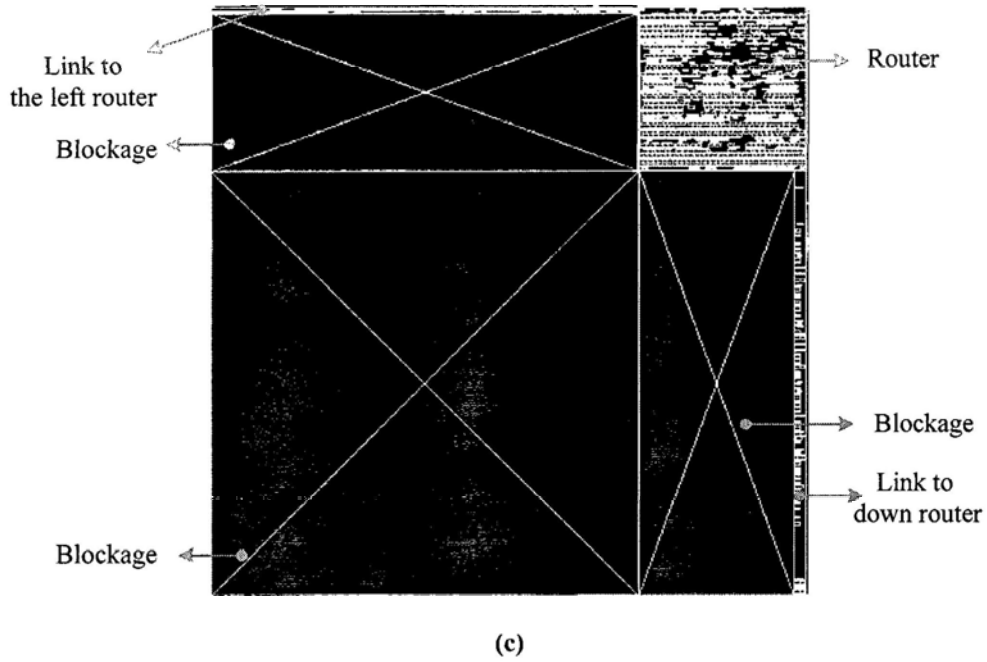 Link to
the left router
Router
Blockage
Blockage
Link to
down router
Blockage
(c)